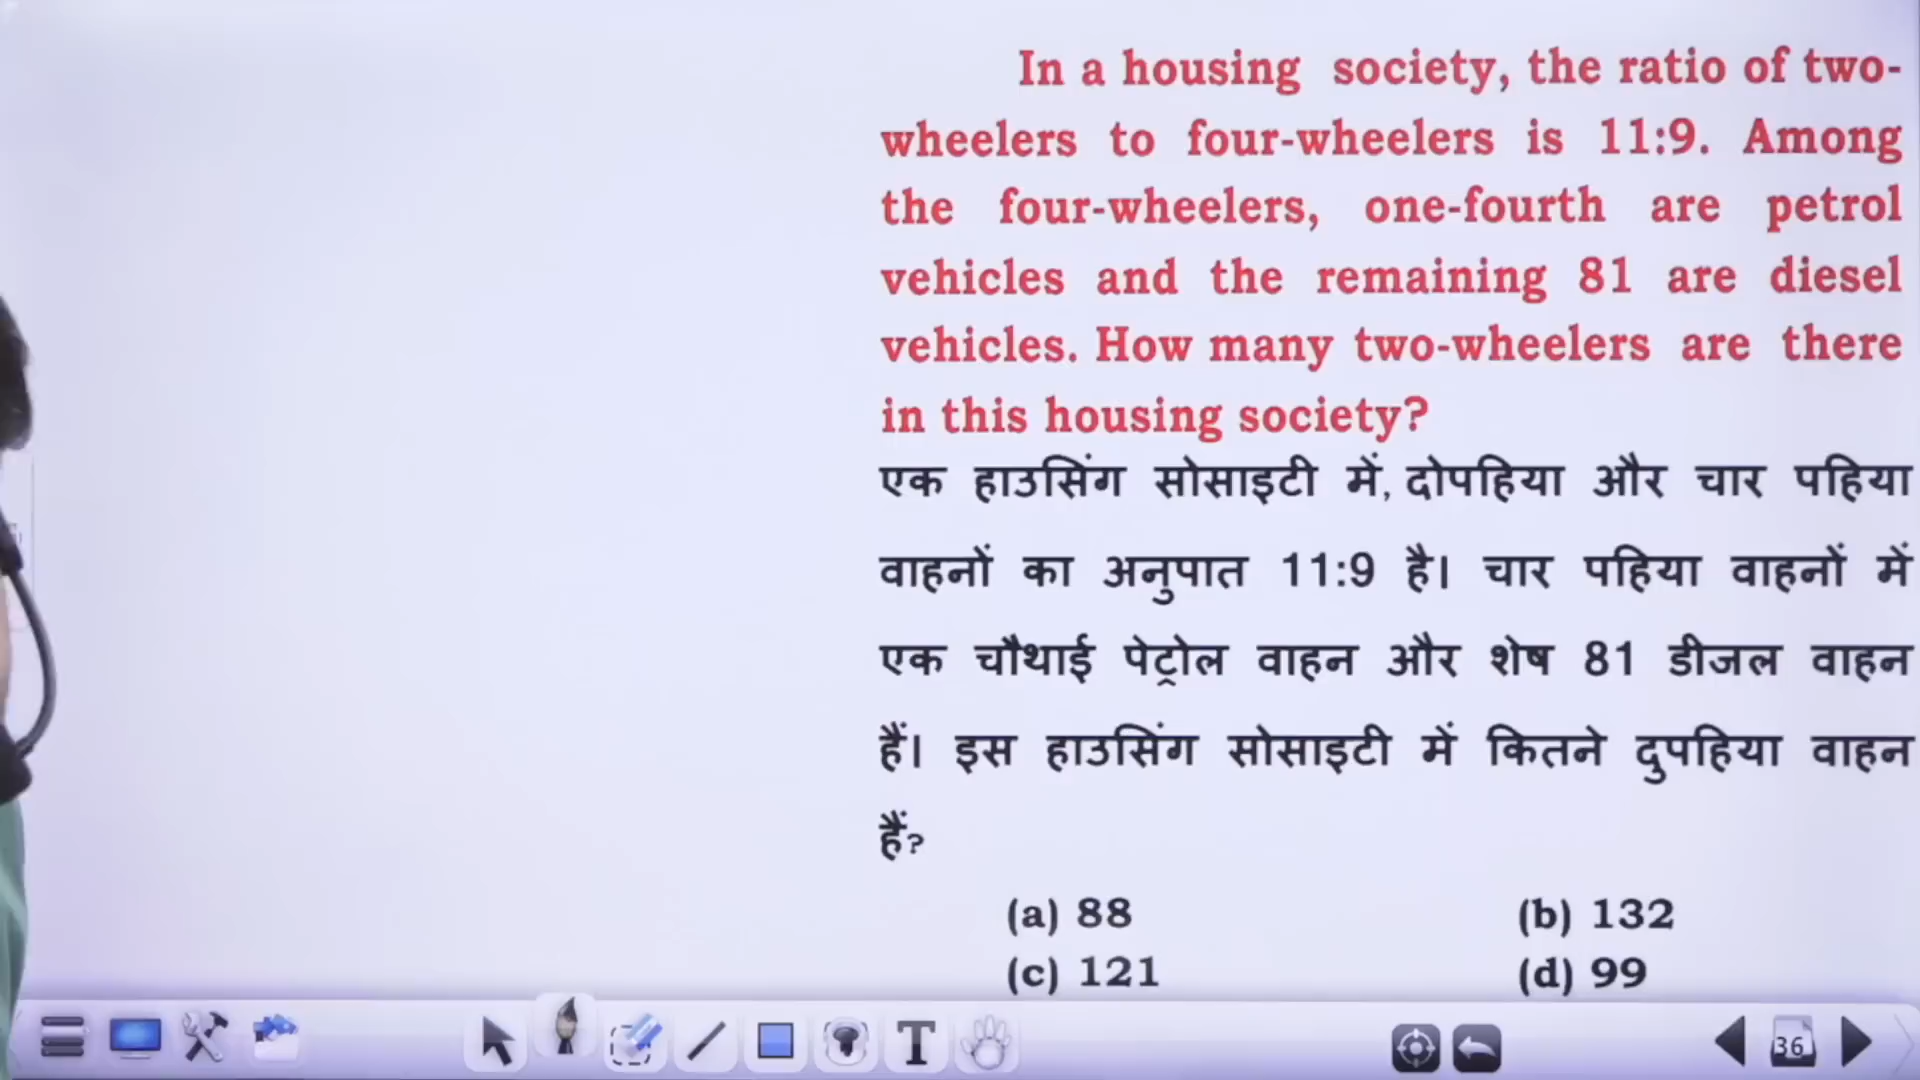 In a housing society, the ratio of two-
wheelers to four-wheelers is 11:9. Among
the four-wheelers, one-fourth are petrol
vehicles and the remaining 81 are diesel
vehicles. How many two-wheelers are there
in this housing society?
एक हाउसिंग सोसाइटी में, दोपहिया और चार पहिया
वाहनों का अनुपात 11:9 है। चार पहिया वाहनों में
एक चौथाई पेट्रोल वाहन और शेष 81 डीजल वाहन
हैं। इस हाउसिंग सोसाइटी में कितने दुपहिया वाहन
हैं?
(a) 88 (b) 132
(c) 121 (d) 99
T 36